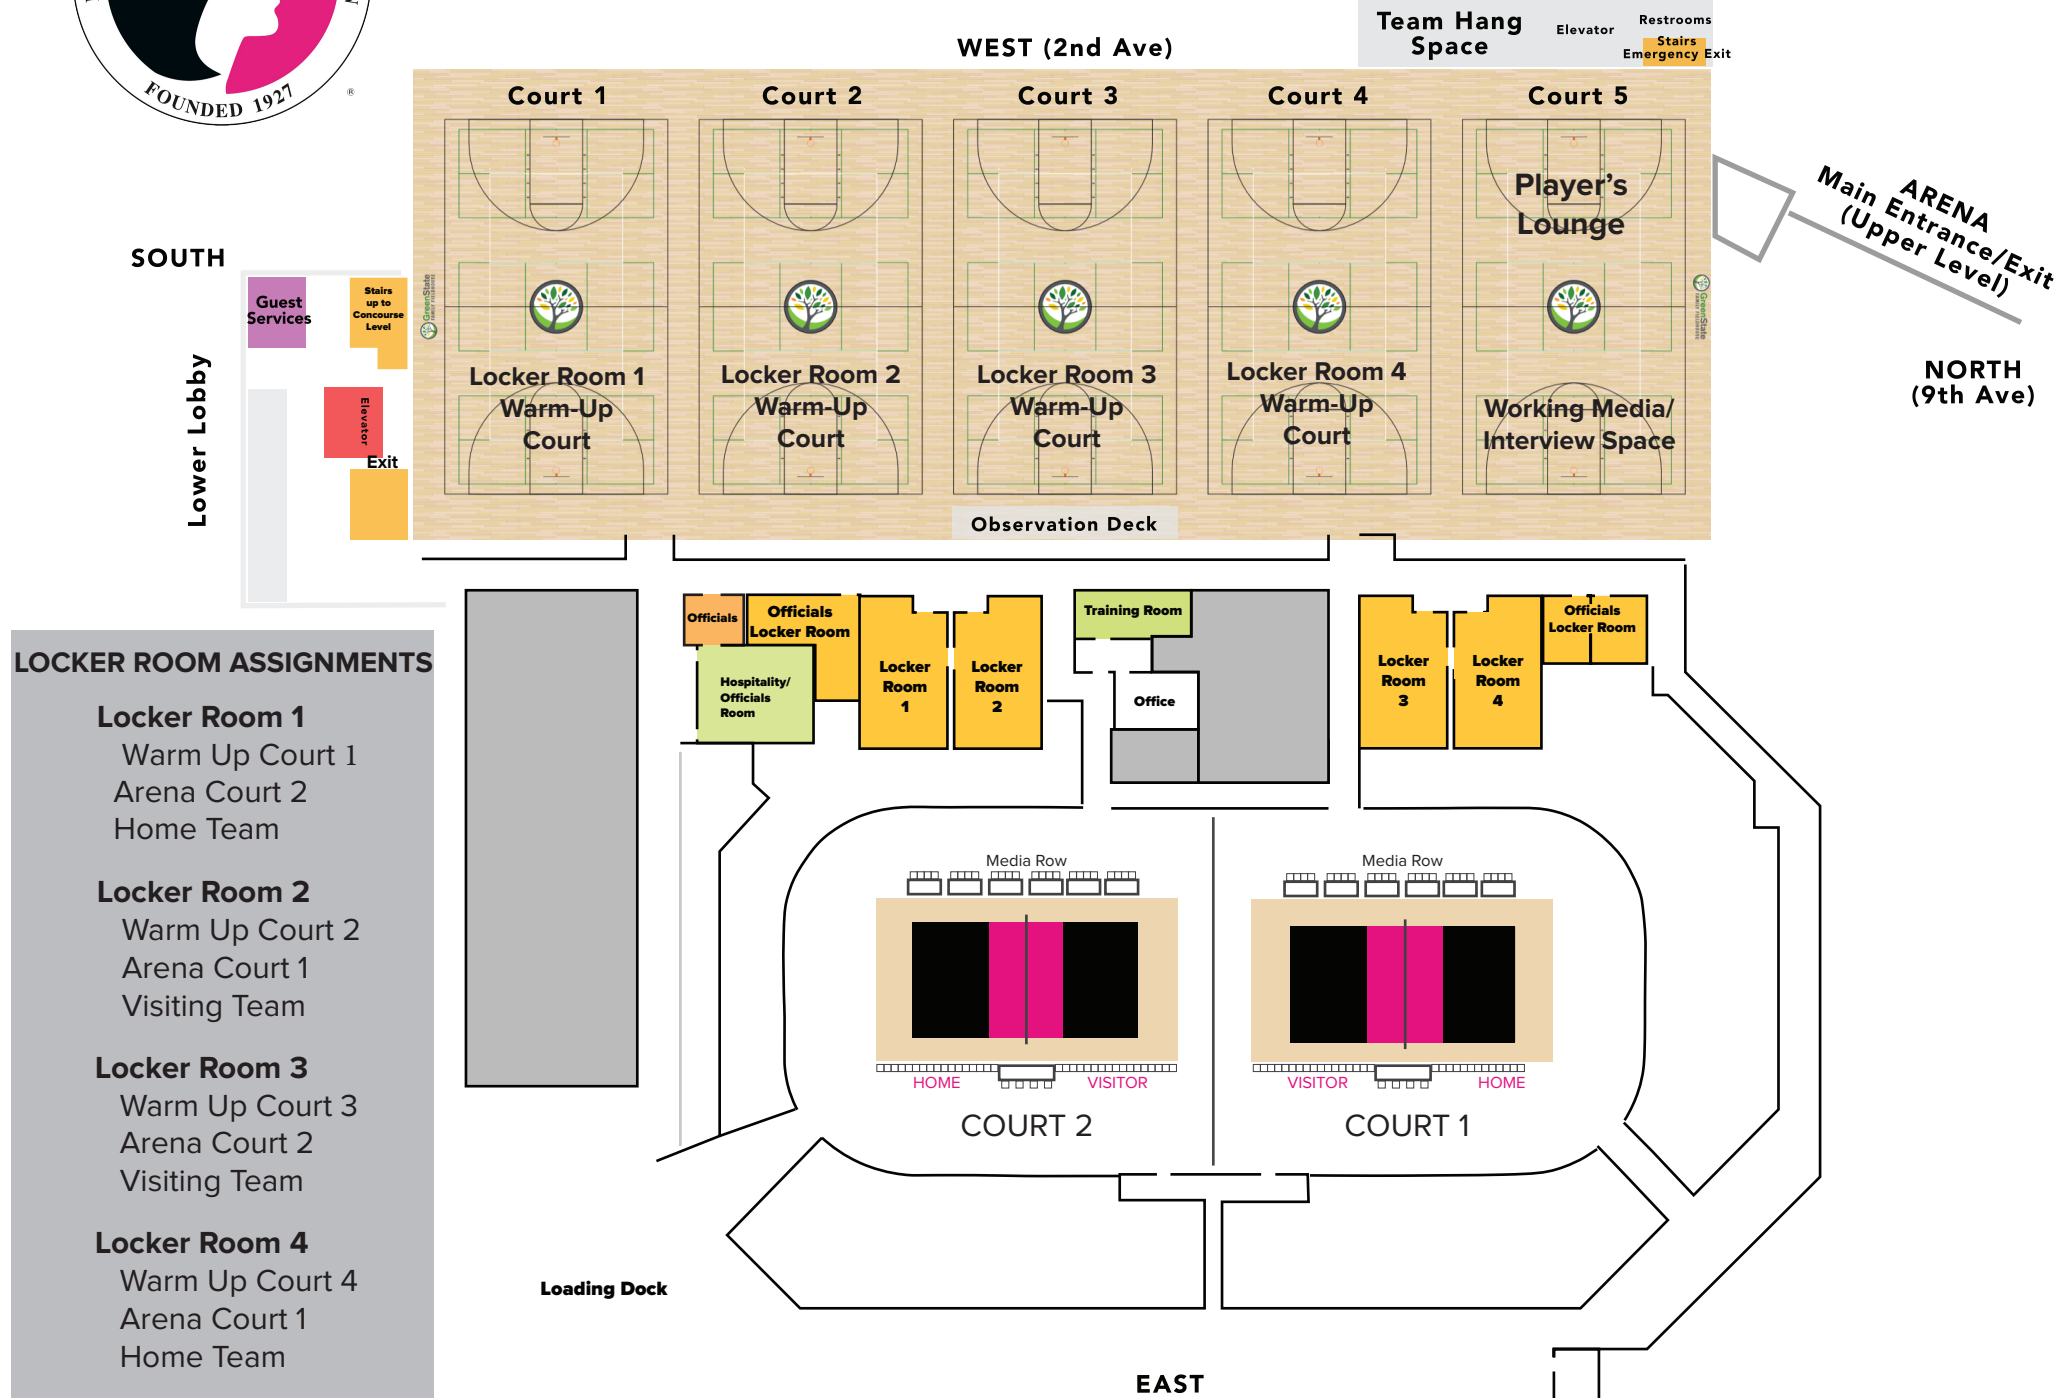 FOUNDED 1927
®
WEST (2nd Ave)
Team Hang
Space
Elevator
Restrooms
Stairs
Emergency Exit
Court 1
Court 2
Court 3
Court 4
Court 5
Player's
Lounge
ARENA
Main Entrance/Exit
(Upper Level)
NORTH
(9th Ave)
SOUTH
Guest
Services
Stairs
up to
Concourse
Level
Lower Lobby
Elevator
Exit
GreenState
GreenState
Locker Room 1
Warm-Up
Court
Locker Room 2
Warm-Up
Court
Locker Room 3
Warm-Up
Court
Locker Room 4
Warm-Up
Court
Working Media/
Interview Space
Observation Deck
Officials
Officials
Locker Room
Hospitality/
Officials
Room
Locker
Room
1
Locker
Room
2
Training Room
Office
Locker
Room
3
Locker
Room
4
Officials
Locker Room
LOCKER ROOM ASSIGNMENTS
Locker Room 1
Warm Up Court 1
Arena Court 2
Home Team
Locker Room 2
Warm Up Court 2
Arena Court 1
Visiting Team
Locker Room 3
Warm Up Court 3
Arena Court 2
Visiting Team
Locker Room 4
Warm Up Court 4
Arena Court 1
Home Team
Media Row
Media Row
HOME
VISITOR
VISITOR
HOME
COURT 2
COURT 1
Loading Dock
EAST